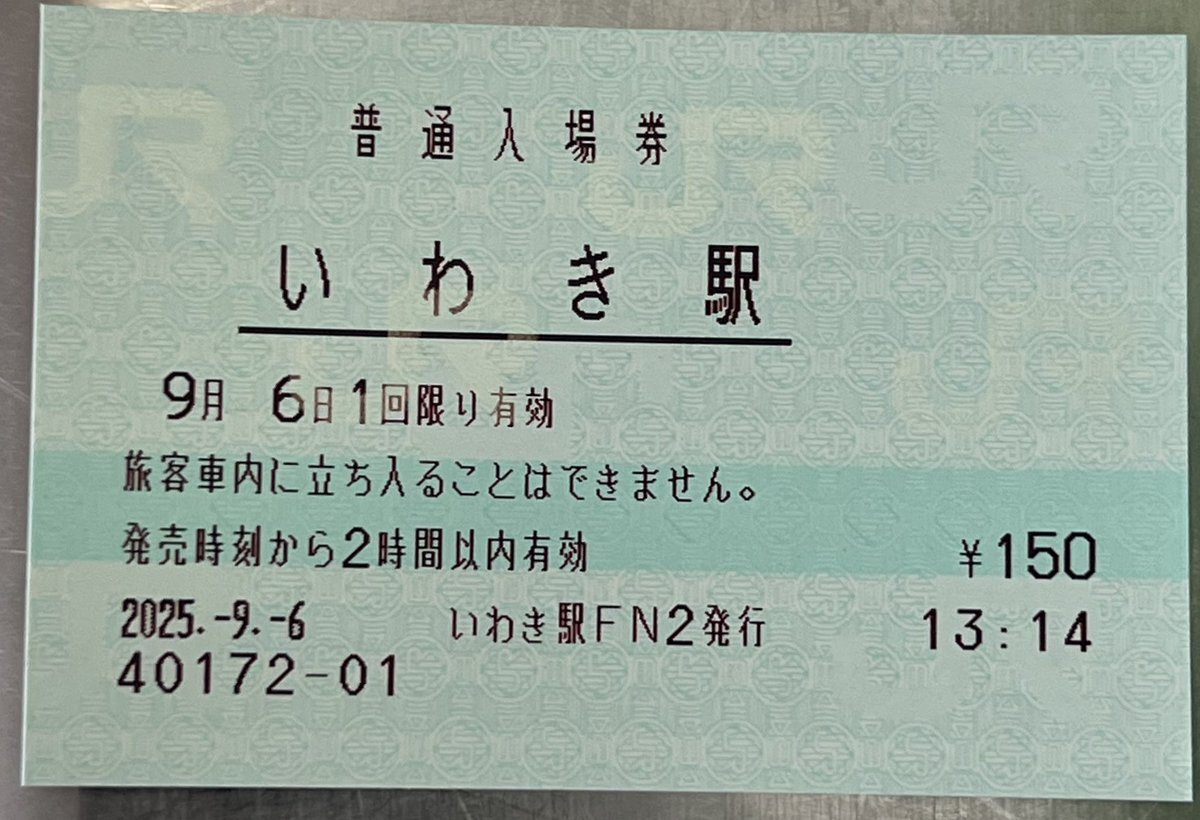 普通入場券
いわき駅
9月 6日1回限り有効
旅客車内に立ち入ることはできません。
発売時刻から2時間以内有効 ¥150
2025.-9.-6 いわき駅FN2発行 13:14
40172-01